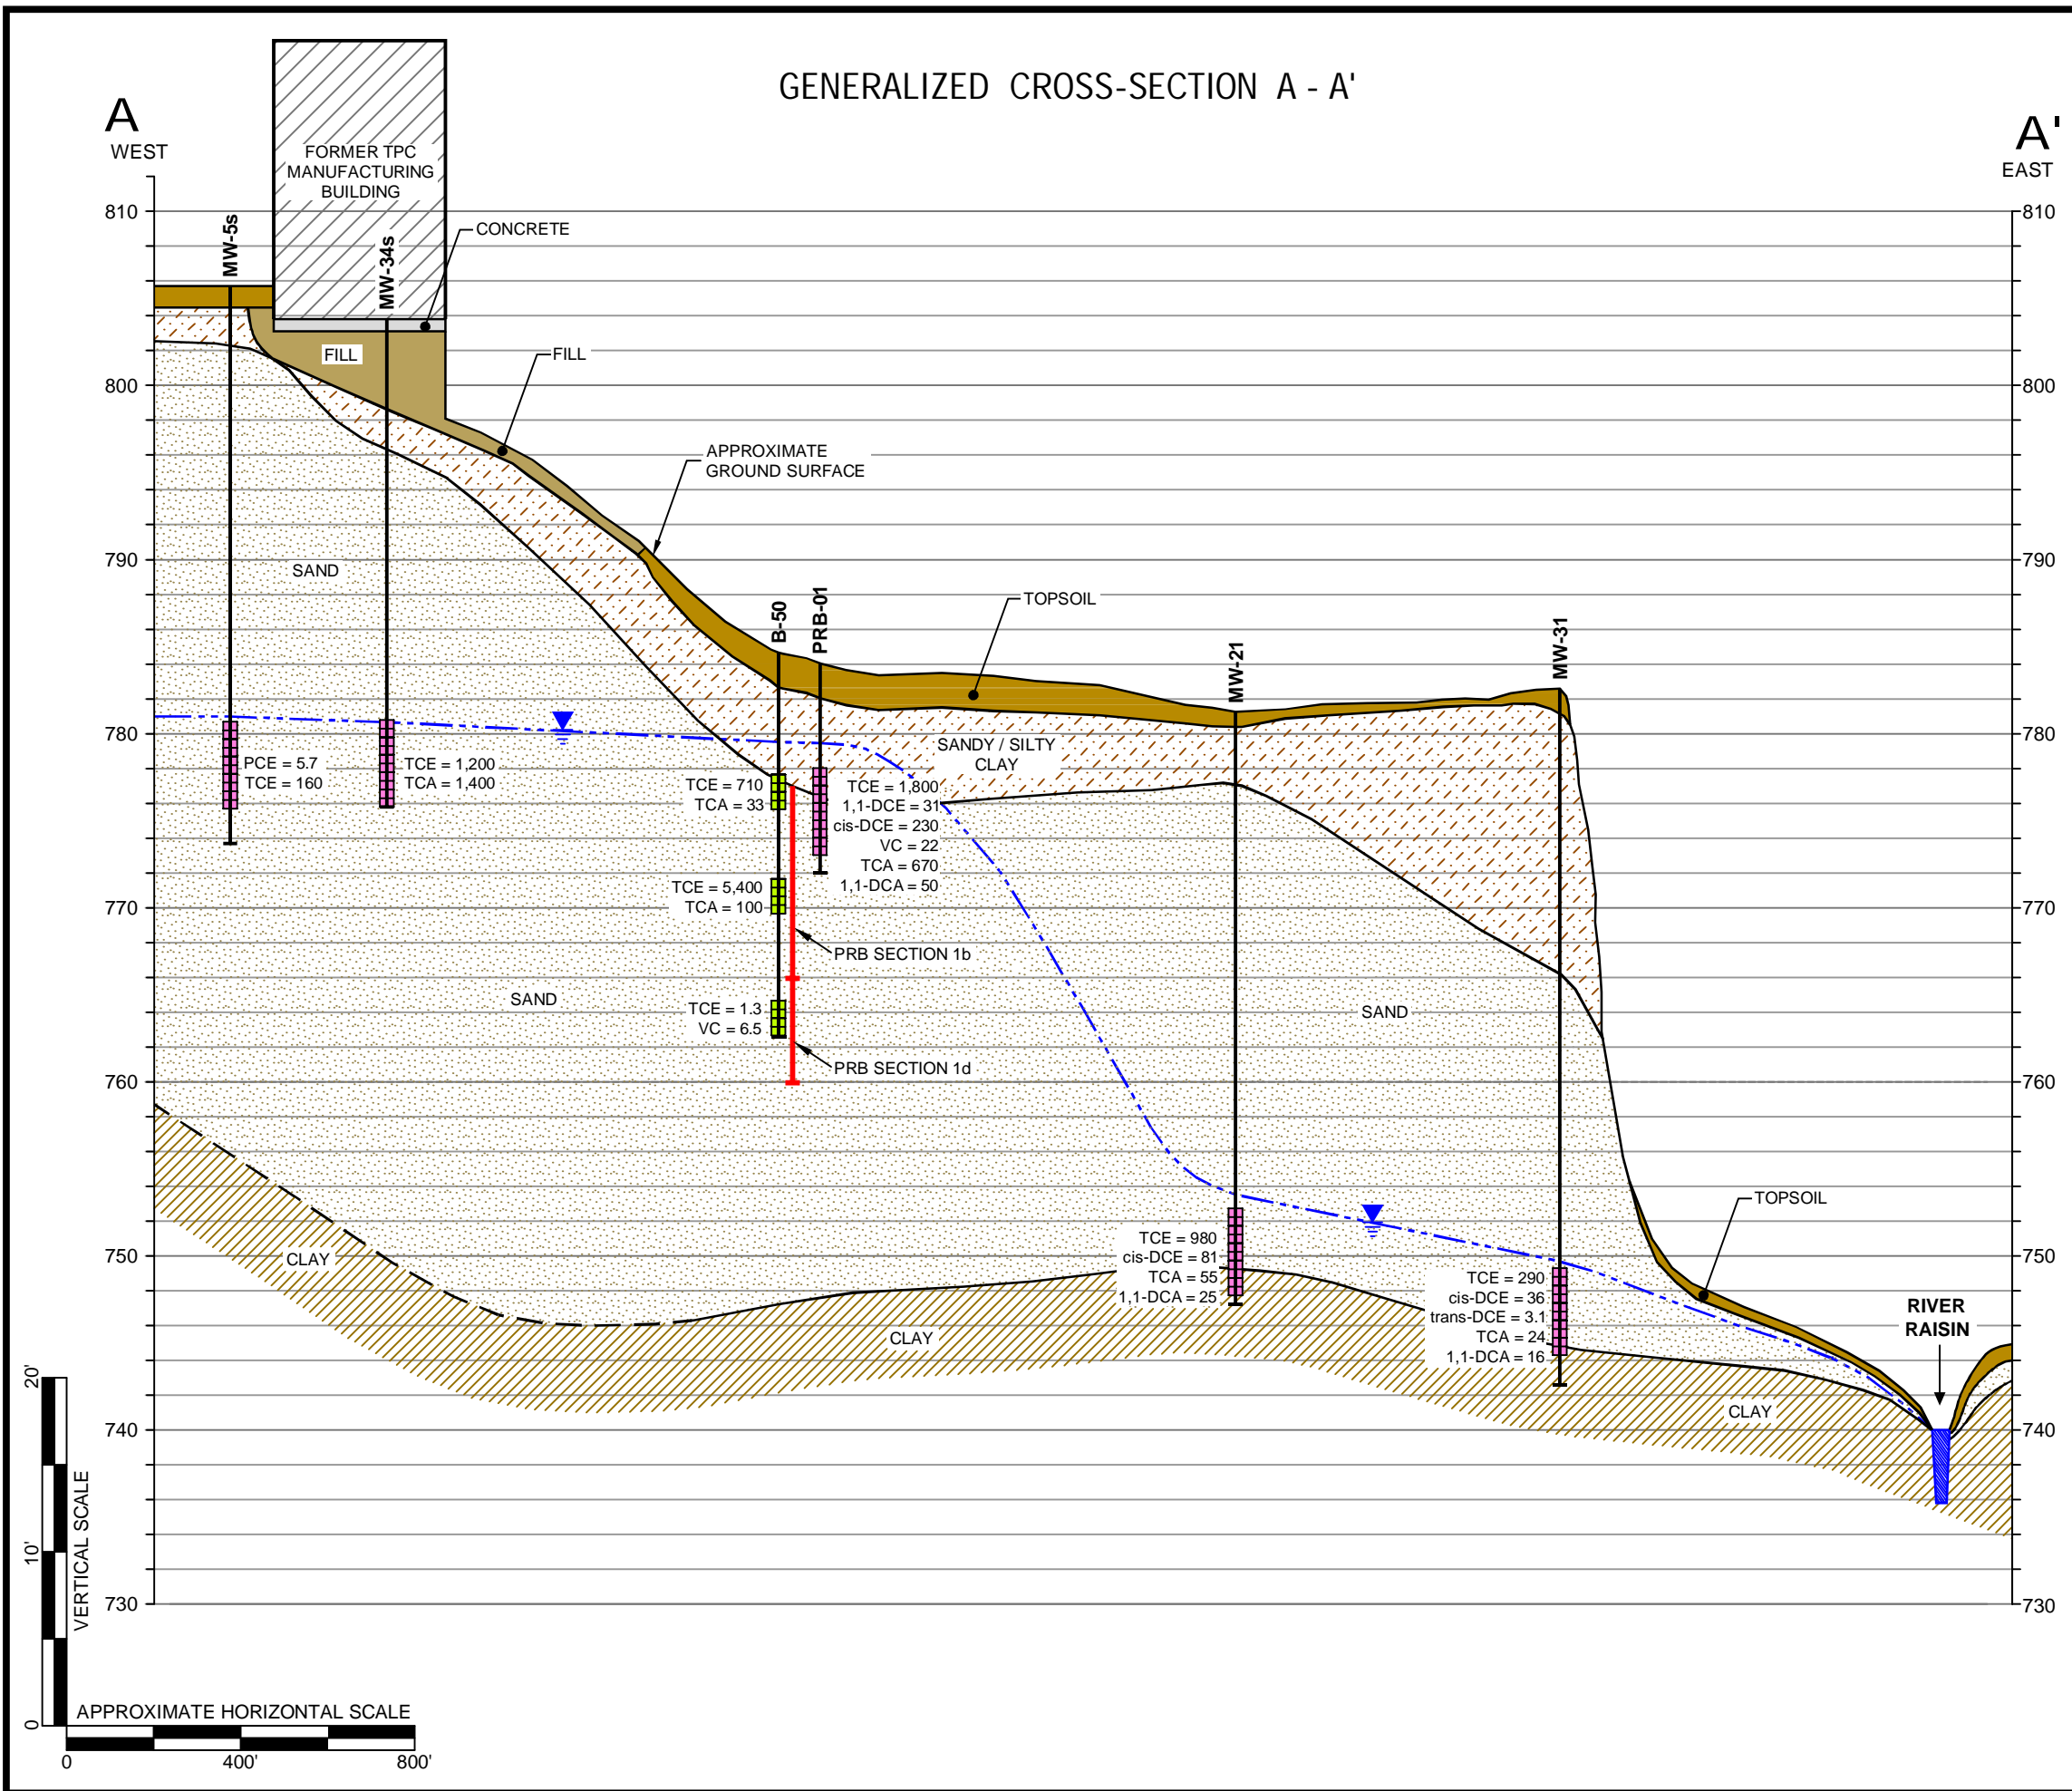 GENERALIZED CROSS-SECTION A - A'
A
WEST
A'
EAST
FORMER TPC
MANUFACTURING
BUILDING
MW-5s
MW-34s
CONCRETE
FILL
FILL
APPROXIMATE
GROUND SURFACE
SAND
TOPSOIL
B-50
PRB-01
MW-21
MW-31
SANDY / SILTY
CLAY
PCE = 5.7
TCE = 160
TCE = 1,200
TCA = 1,400
TCE = 710
TCA = 33
TCE = 1,800
1,1-DCE = 31
cis-DCE = 230
VC = 22
TCA = 670
1,1-DCA = 50
TCE = 5,400
TCA = 100
PRB SECTION 1b
SAND
SAND
TCE = 1.3
VC = 6.5
PRB SECTION 1d
TOPSOIL
CLAY
TCE = 980
cis-DCE = 81
TCA = 55
1,1-DCA = 25
TCE = 290
cis-DCE = 36
trans-DCE = 3.1
TCA = 24
1,1-DCA = 16
RIVER
RAISIN
CLAY
CLAY
810
800
790
780
770
760
750
740
730
810
800
790
780
770
760
750
740
730
20'
10'
0
VERTICAL SCALE
APPROXIMATE HORIZONTAL SCALE
0
400'
800'